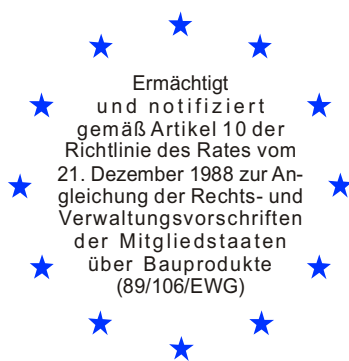 Ermächtigt
und notifiziert
gemäß Artikel 10 der
Richtlinie des Rates vom
21. Dezember 1988 zur An-
gleichung der Rechts- und
Verwaltungsvorschriften
der Mitgliedstaaten
über Bauprodukte
(89/106/EWG)